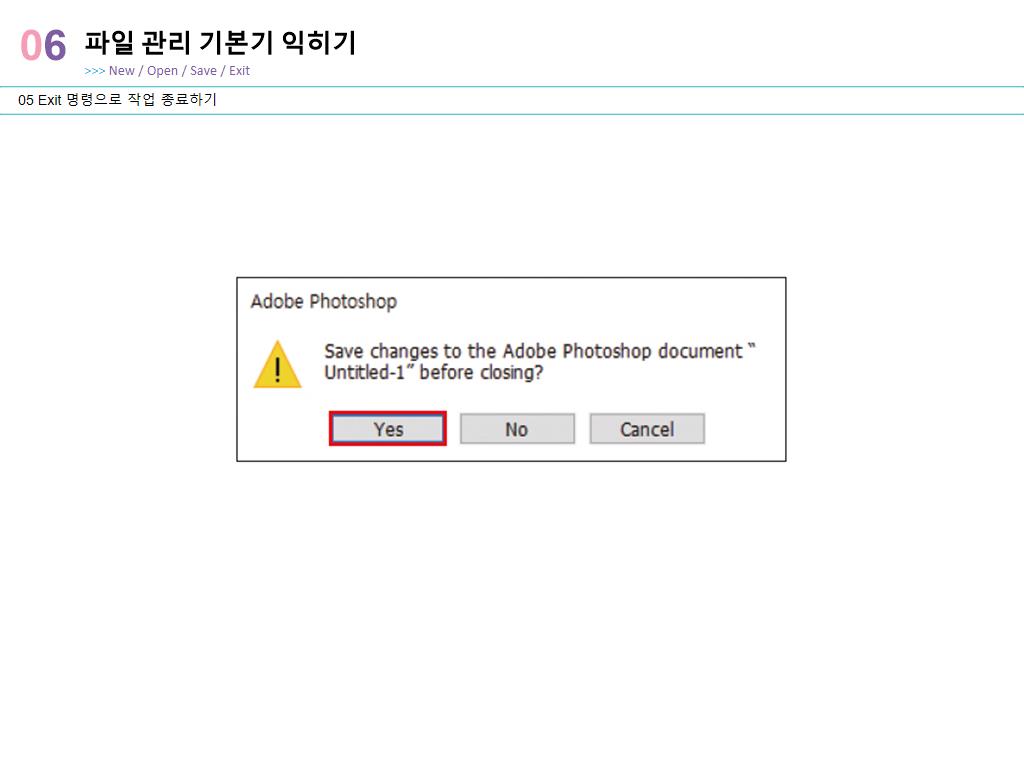 06 파일 관리 기본기 익히기
>>> New / Open / Save / Exit
05 Exit 명령으로 작업 종료하기
Adobe Photoshop
Save changes to the Adobe Photoshop document “
Untitled-1” before closing?
Yes No Cancel